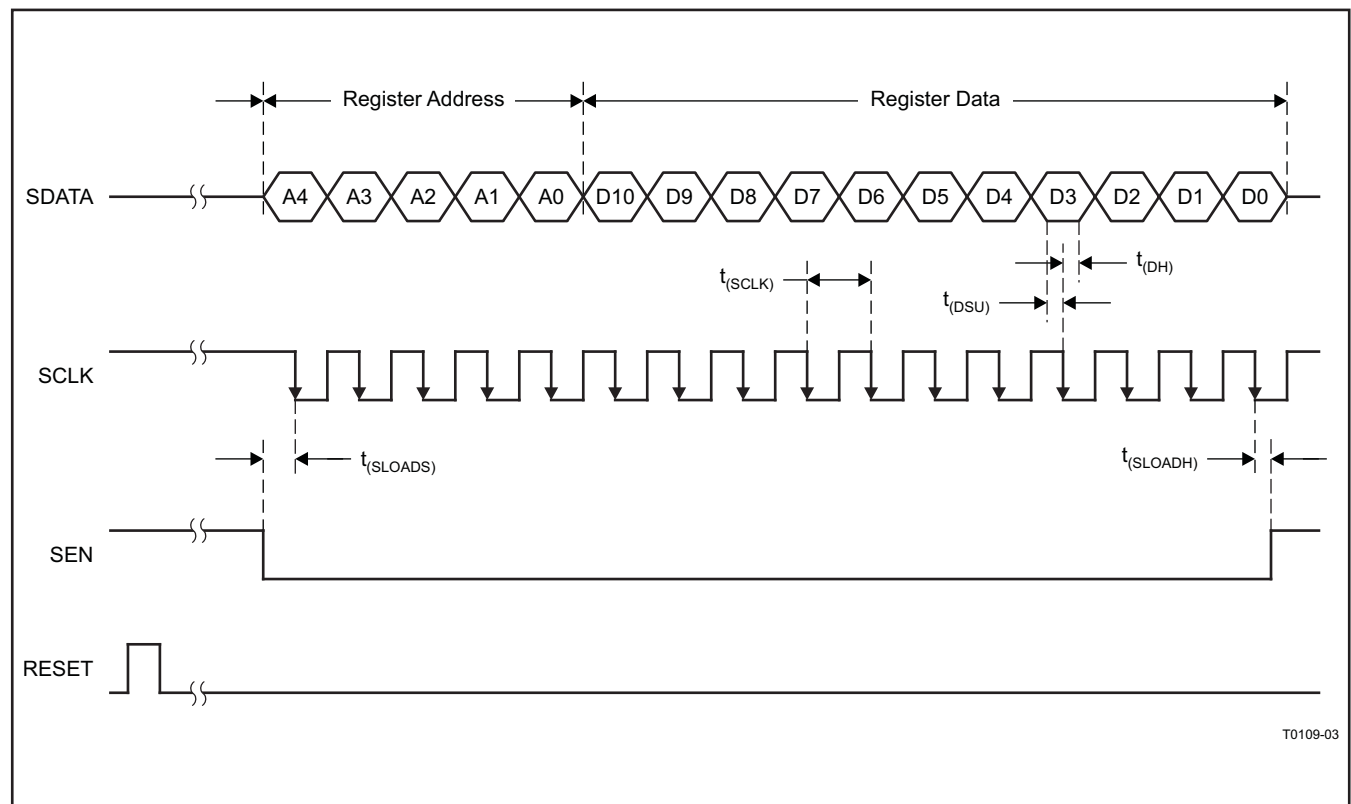 Register Address Register Data
SDATA A4 A3 A2 A1 A0 D10 D9 D8 D7 D6 D5 D4 D3 D2 D1 D0
t(DH)
t(SCLK)
t(DSU)
SCLK
t(SLOADS) t(SLOADH)
SEN
RESET
T0109-03